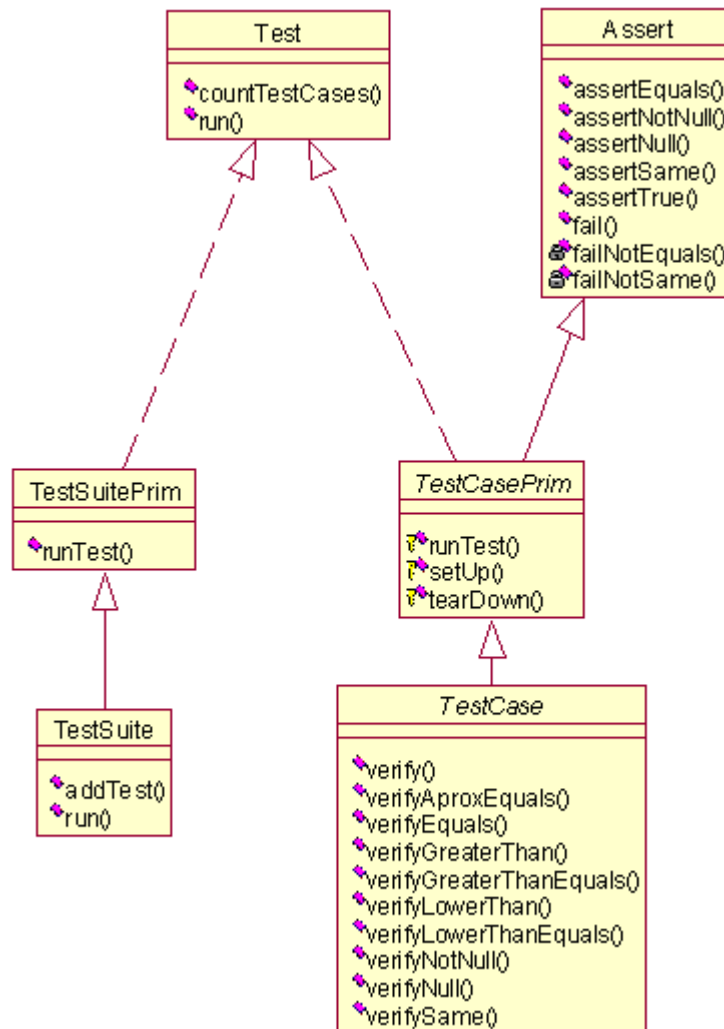 Test
countTestCases()
run()
Assert
assertEquals()
assertNotNull()
assertNull()
assertSame()
assertTrue()
fail()
failNotEquals()
failNotSame()
TestSuitePrim
runTest()
TestCasePrim
runTest()
setUp()
tearDown()
TestSuite
addTest()
run()
TestCase
verify()
verifyAproxEquals()
verifyEquals()
verifyGreaterThan()
verifyGreaterThanEquals()
verifyLowerThan()
verifyLowerThanEquals()
verifyNotNull()
verifyNull()
verifySame()